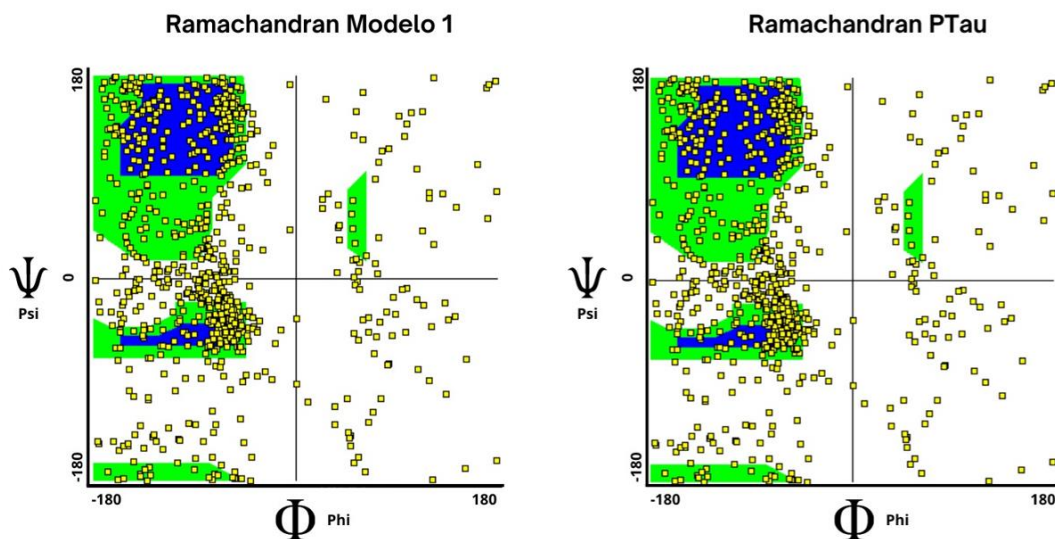 Ramachandran Modelo 1
180
Ψ
Psi
0
-180
-180
180
Φ Phi
Ramachandran PTau
180
Ψ
Psi
0
-180
-180
180
Φ Phi